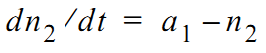 dn₂/dt = a₁ − n₂